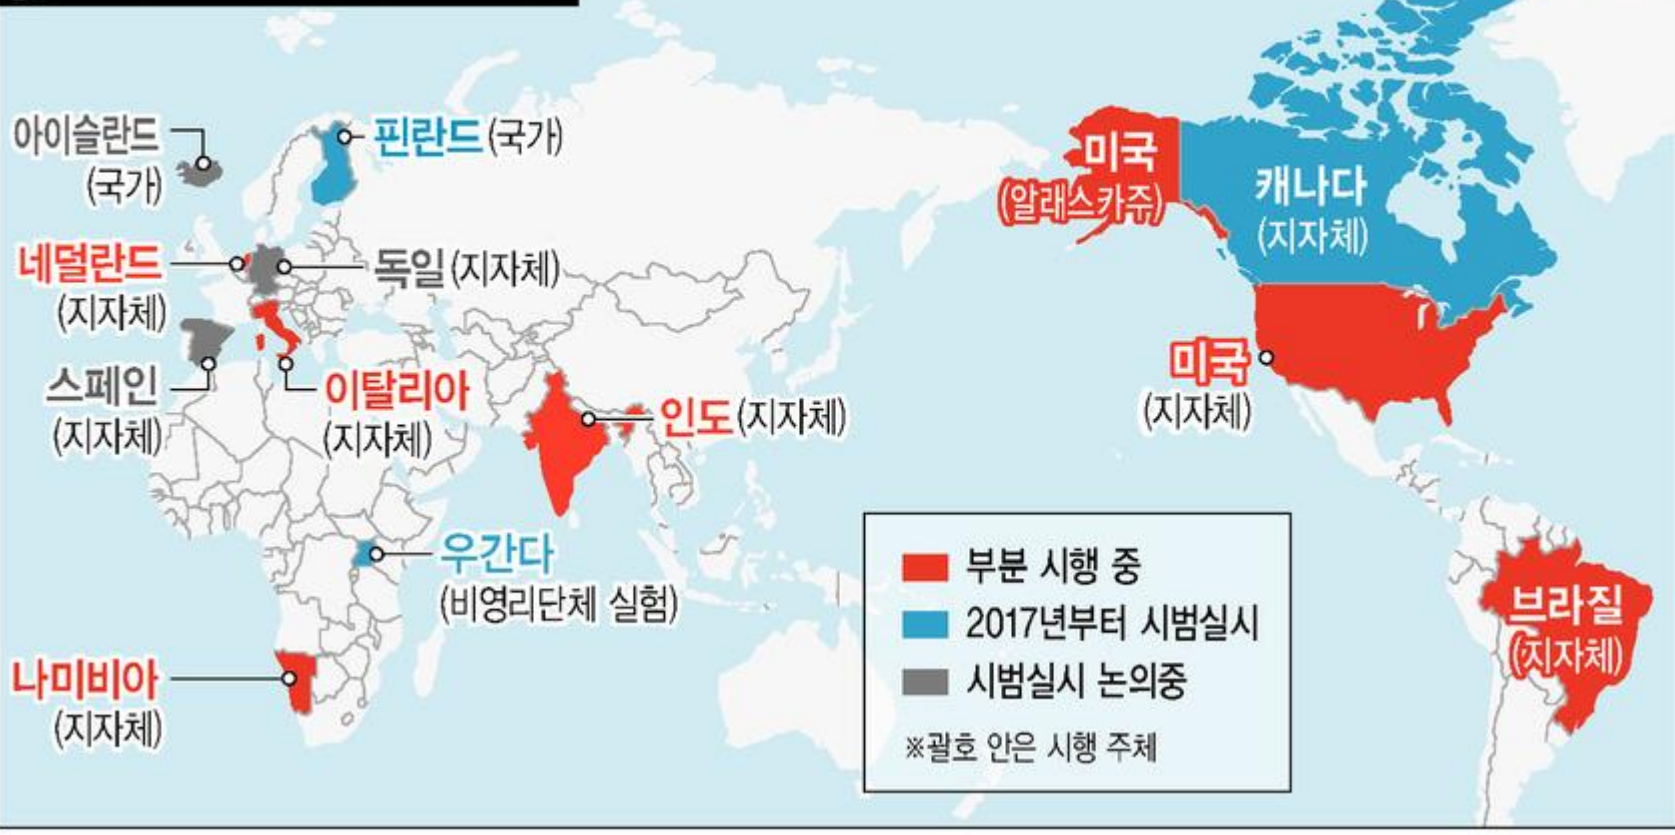 아이슬란드
(국가)
핀란드(국가)
네덜란드
(지자체)
독일(지자체)
스페인
(지자체)
이탈리아
(지자체)
인도(지자체)
우간다
(비영리단체 실험)
나미비아
(지자체)
미국
(알래스카주)
캐나다
(지자체)
미국
(지자체)
브라질
(지자체)
부분 시행 중
2017년부터 시범실시
시범실시 논의중
※괄호 안은 시행 주체